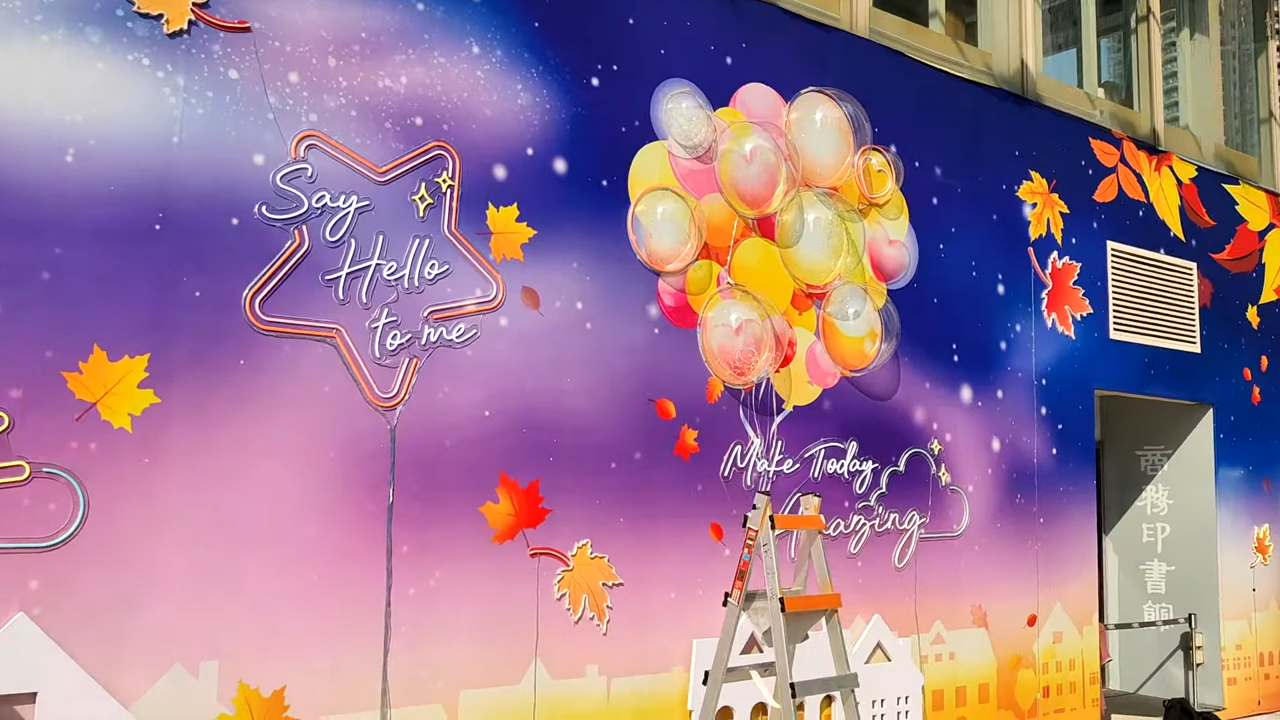 Say
Hello
to me
Make Today
Amazing
商務印書館